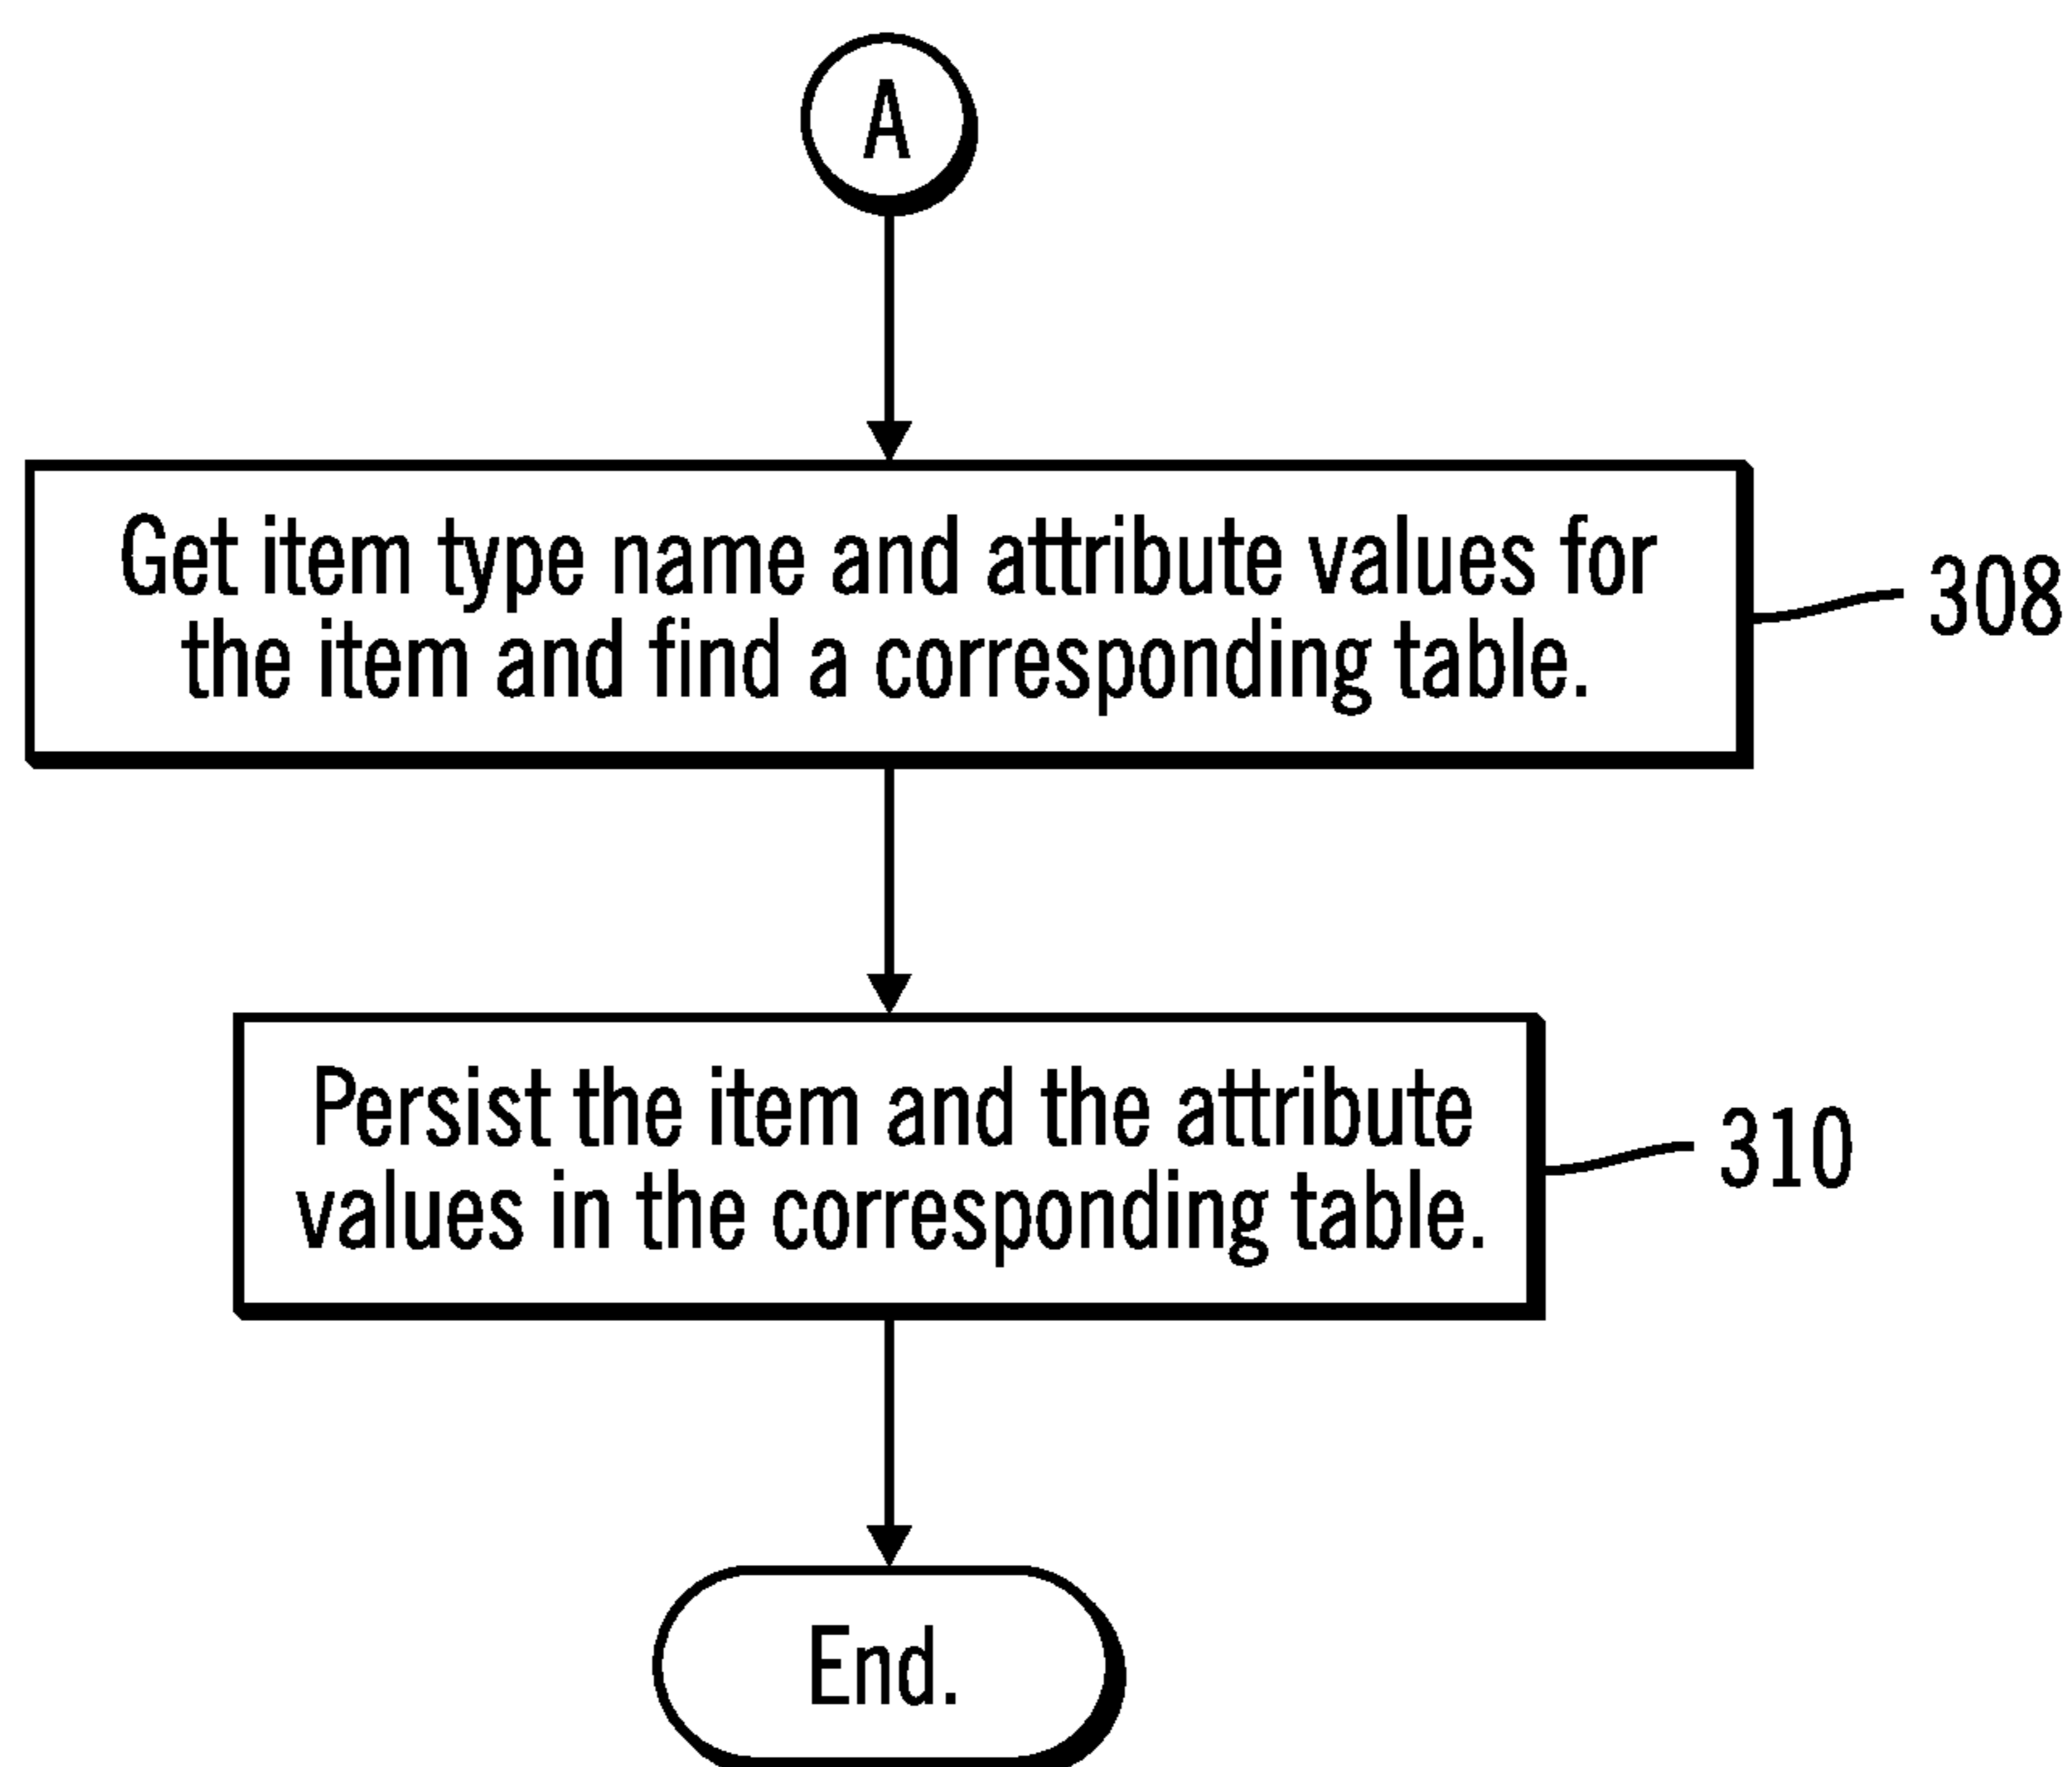 A
Get item type name and attribute values for
the item and find a corresponding table.
308
Persist the item and the attribute
values in the corresponding table.
310
End.